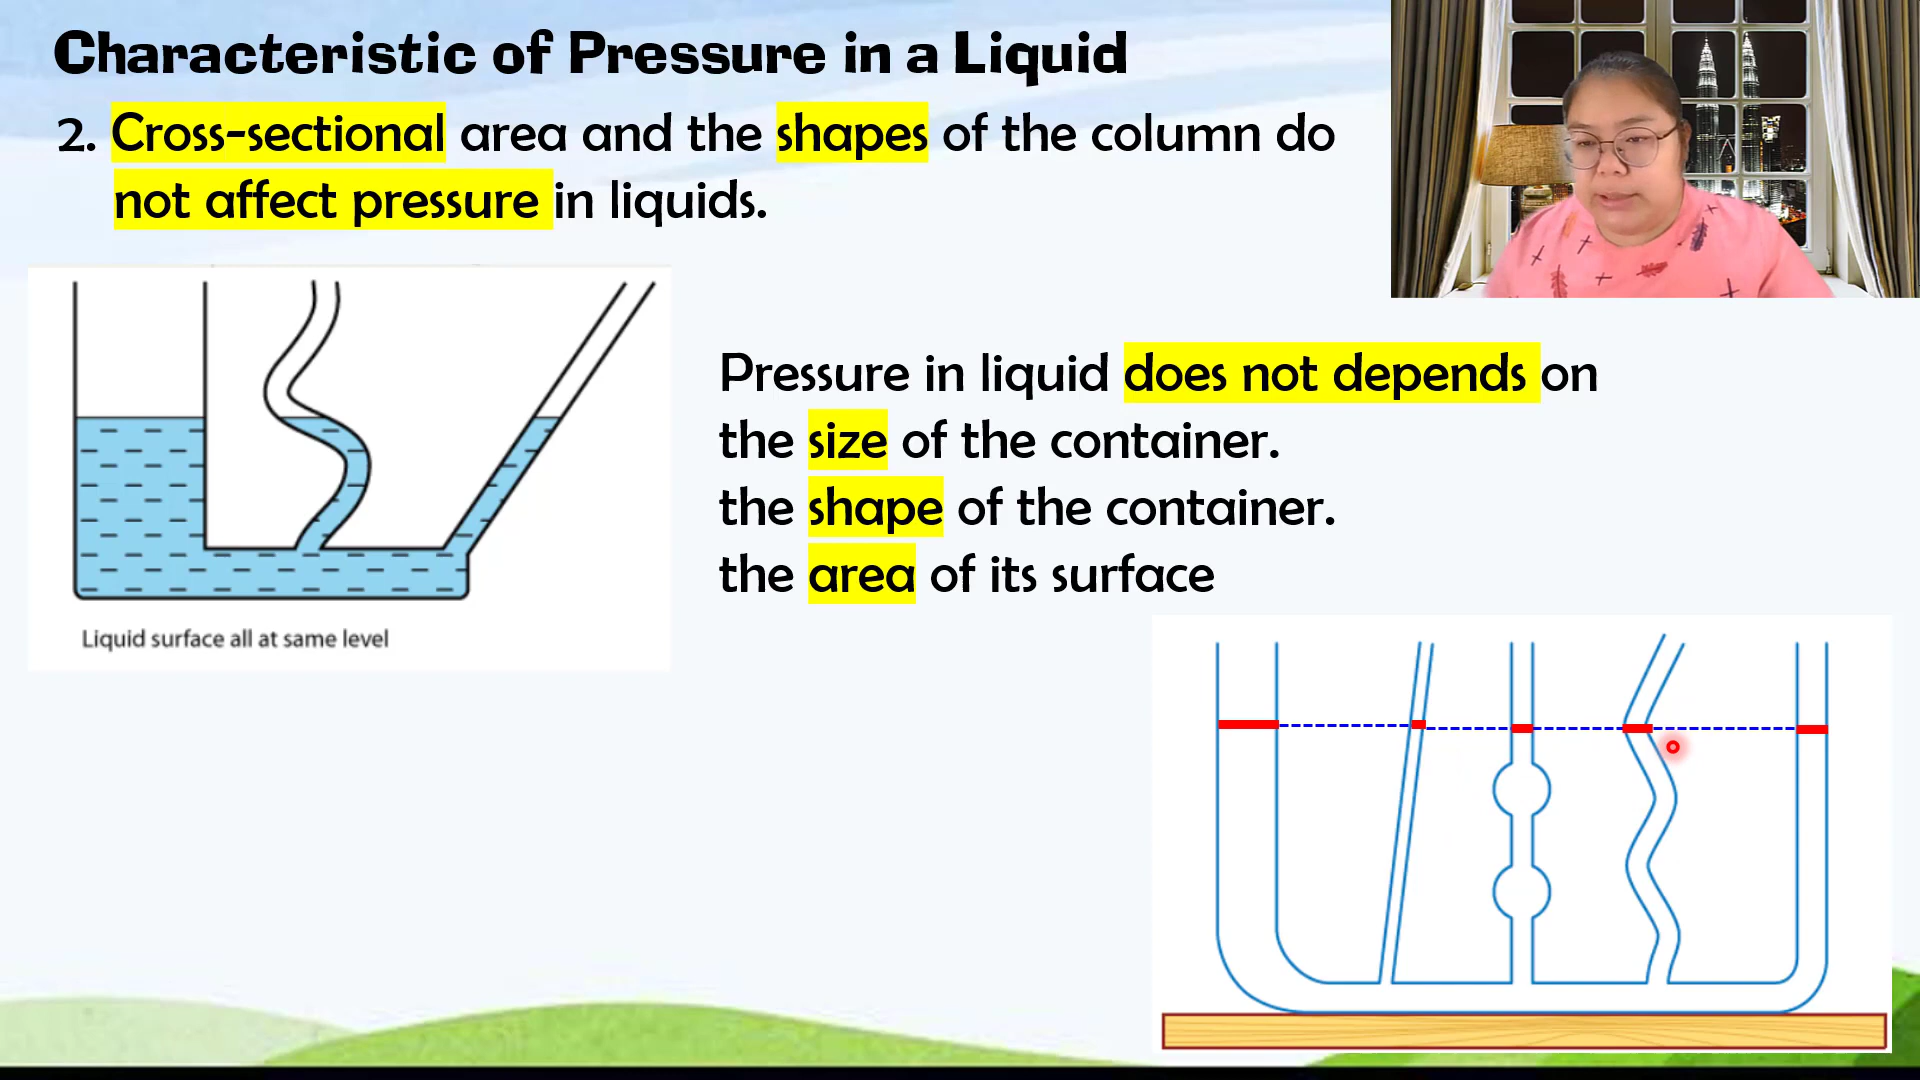 Characteristic of Pressure in a Liquid
2. Cross-sectional area and the shapes of the column do
not affect pressure in liquids.
Pressure in liquid does not depends on
the size of the container.
the shape of the container.
the area of its surface
Liquid surface all at same level